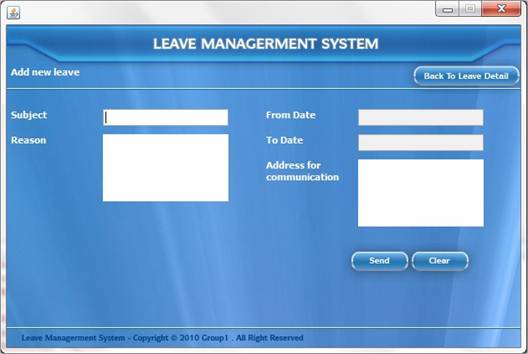 LEAVE MANAGERMENT SYSTEM
Add new leave
Back To Leave Detail
Subject
From Date
Reason
To Date
Address for
communication
Send
Clear
Leave Managerment System - Copyright © 2010 Group1 . All Right Reserved